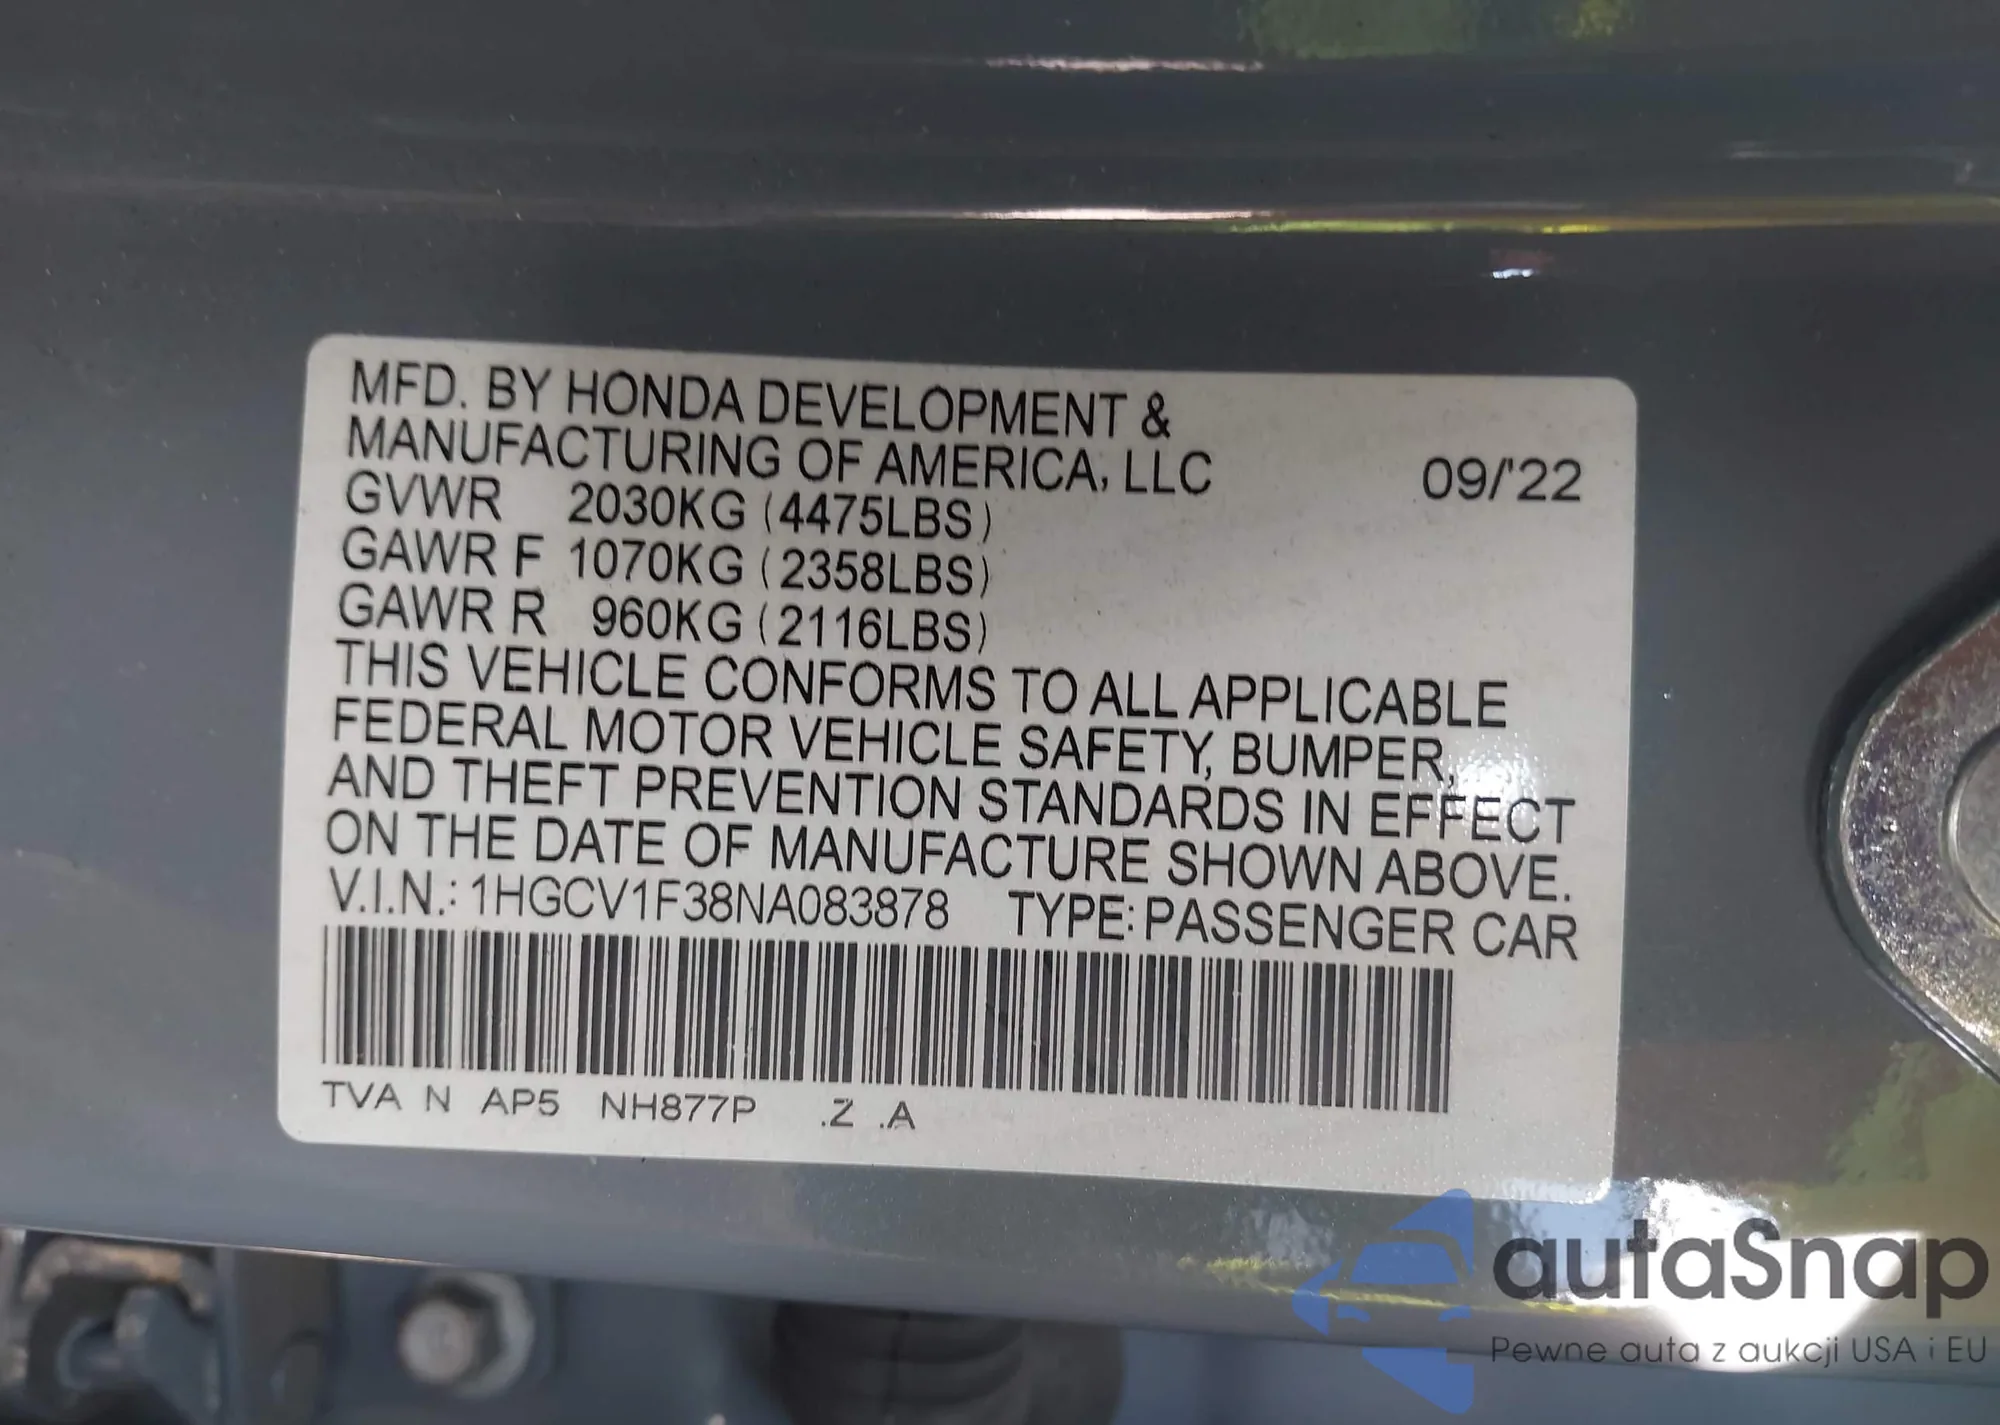 MFD. BY HONDA DEVELOPMENT &
MANUFACTURING OF AMERICA, LLC 09/'22
GVWR 2030KG (4475LBS)
GAWR F 1070KG (2358LBS)
GAWR R 960KG (2116LBS)
THIS VEHICLE CONFORMS TO ALL APPLICABLE
FEDERAL MOTOR VEHICLE SAFETY, BUMPER,
AND THEFT PREVENTION STANDARDS IN EFFECT
ON THE DATE OF MANUFACTURE SHOWN ABOVE.
V.I.N.: 1HGCV1F38NA083878 TYPE: PASSENGER CAR
TVA N AP5 NH877P .Z .A
autaSnap
Pewne auta z aukcji USA i EU